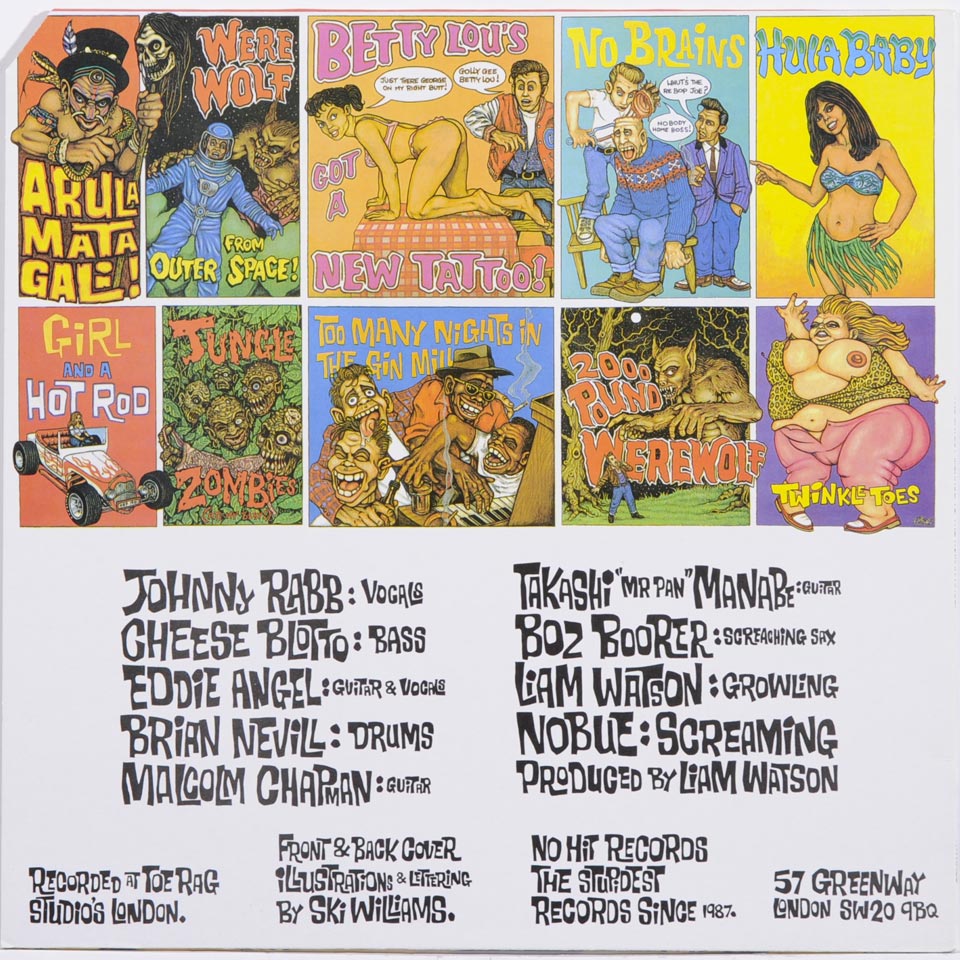 ARULA
MATA
GALI!
WERE
WOLF
FROM
OUTER SPACE!
BETTY LOU'S
JUST THERE GEORGE
ON MY RIGHT BUTT!
GOLLY GEE
BETTY LOU!
GOT
A
NEW TATTOO!
NO BRAINS
THE
RE BOP JOE?
NOBODY
HOME BOSS!
HULA BABY
GIRL
AND A
HOT ROD
JUNGLE
ZOMBIES
TOO MANY NIGHTS IN
THE GIN MILL
2000
POUND
WEREWOLF
TWINKLE TOES
JOHNNY RABB: VOCALS
CHEESE BLOTTO: BASS
EDDIE ANGEL: GUITAR & VOCALS
BRIAN NEVILL: DRUMS
MALCOLM CHAPMAN: GUITAR
TAKASHI "MR PAN" MANABE: GUITAR
BOZ BOORER: SCREACHING SAX
LIAM WATSON: GROWLING
NOBUE: SCREAMING
PRODUCED BY LIAM WATSON
RECORDED AT TOE RAG
STUDIO'S LONDON.
FRONT & BACK COVER
ILLUSTRATIONS & LETTERING
BY SKI WILLIAMS.
NO HIT RECORDS
THE STUPIDEST
RECORDS SINCE 1987.
57 GREENWAY
LONDON SW20 9BQ